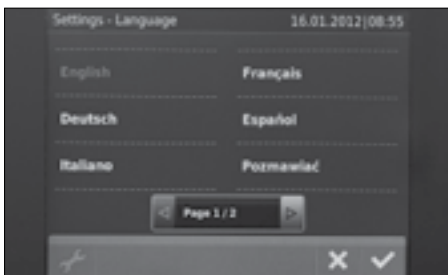 Settings - Language 16.01.2012|08:55
English Français
Deutsch Español
Italiano Pozmawiać
Page 1 / 2